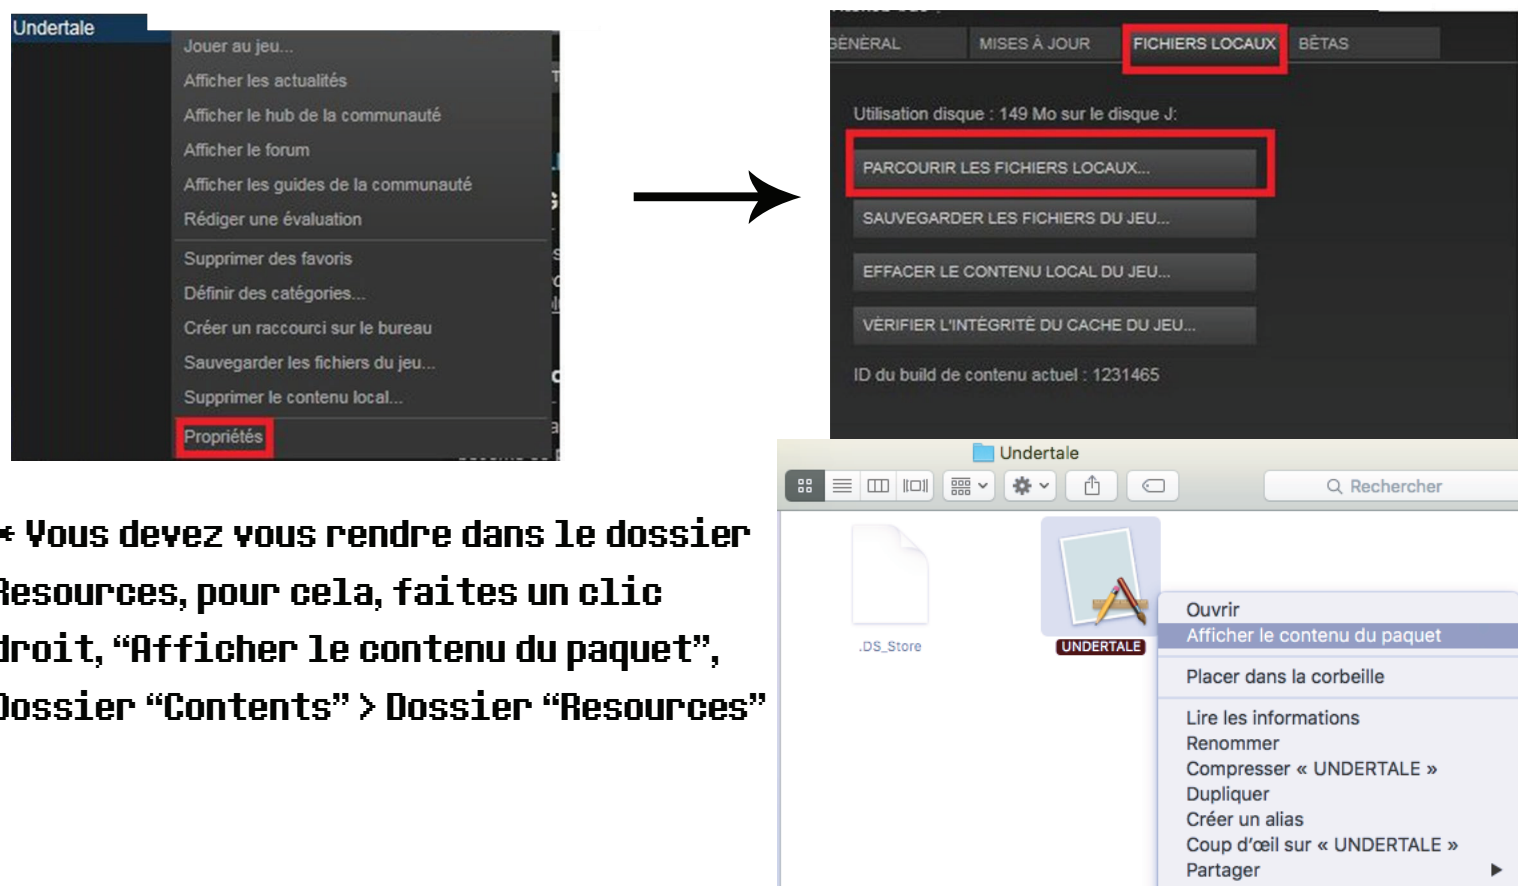 Undertale
Jouer au jeu...
Afficher les actualités
Afficher le hub de la communauté
Afficher le forum
Afficher les guides de la communauté
Rédiger une évaluation
Supprimer des favoris
Définir des catégories...
Créer un raccourci sur le bureau
Sauvegarder les fichiers du jeu...
Supprimer le contenu local...
Propriétés
GÉNÉRAL MISES À JOUR FICHIERS LOCAUX BÊTAS
Utilisation disque : 149 Mo sur le disque J:
PARCOURIR LES FICHIERS LOCAUX...
SAUVEGARDER LES FICHIERS DU JEU...
EFFACER LE CONTENU LOCAL DU JEU...
VÉRIFIER L'INTÉGRITÉ DU CACHE DU JEU...
ID du build de contenu actuel : 1231465
* Vous devez vous rendre dans le dossier
Resources, pour cela, faites un clic
droit, “Afficher le contenu du paquet”,
Dossier “Contents” > Dossier “Resources”
Undertale
Rechercher
.DS_Store
UNDERTALE
Ouvrir
Afficher le contenu du paquet
Placer dans la corbeille
Lire les informations
Renommer
Compresser « UNDERTALE »
Dupliquer
Créer un alias
Coup d’œil sur « UNDERTALE »
Partager